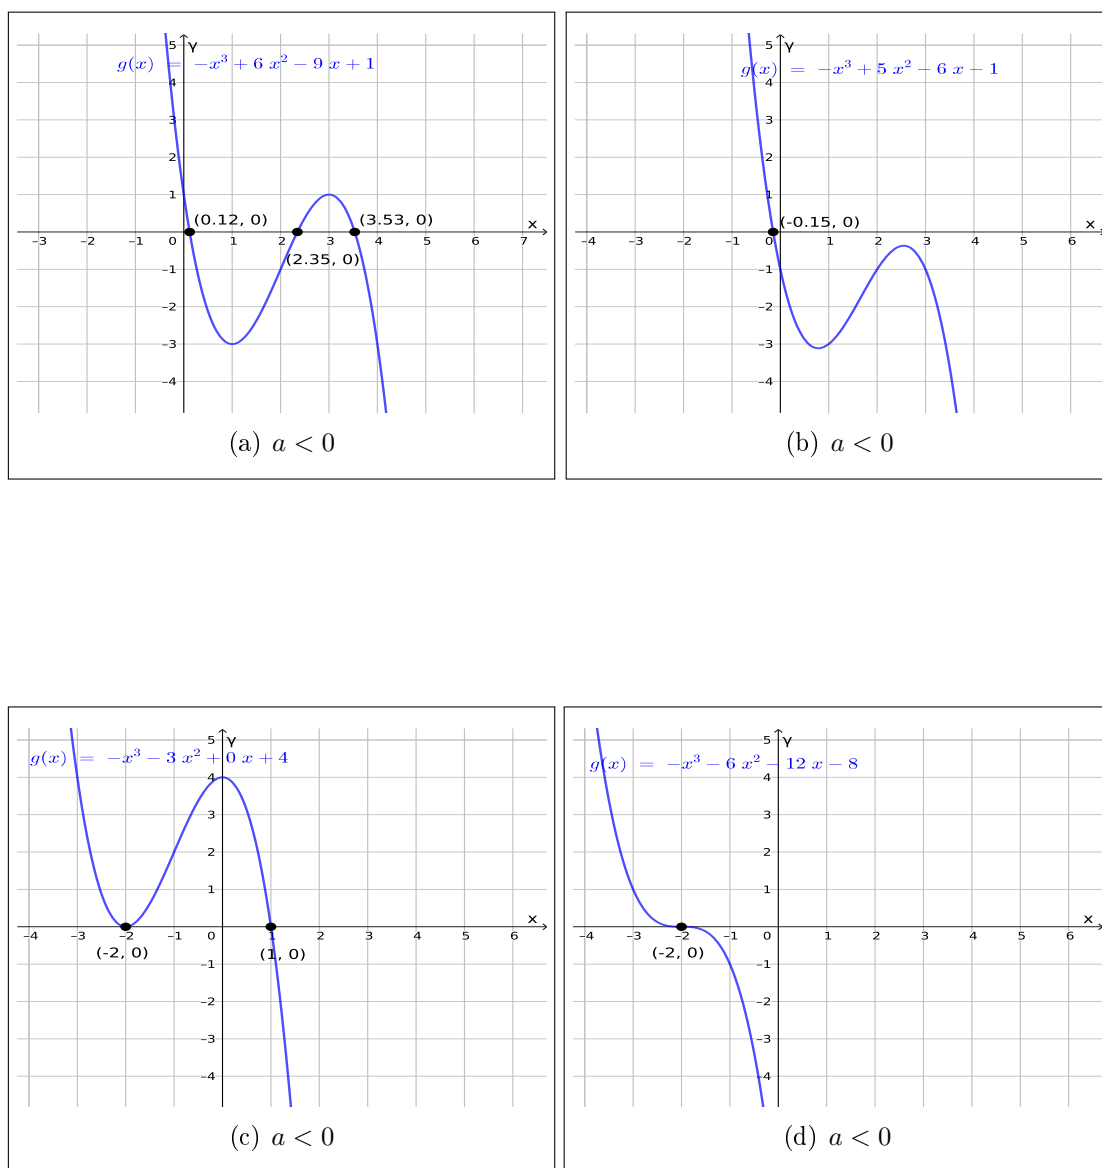 y
g(x) = −x³ + 6 x² − 9 x + 1
5
4
3
2
1
(0.12, 0)
(3.53, 0)
x
−3 −2 −1 0 1 2 3 4 5 6 7
(2.35, 0)
−1
−2
−3
−4
(a) a < 0
y
g(x) = −x³ + 5 x² − 6 x − 1
5
4
3
2
1
(-0.15, 0)
x
−4 −3 −2 −1 0 1 2 3 4 5 6
−1
−2
−3
−4
(b) a < 0
y
g(x) = −x³ − 3 x² + 0 x + 4
5
4
3
2
1
x
−4 −3 −2 −1 0 1 2 3 4 5 6
(-2, 0)
(1, 0)
−1
−2
−3
−4
(c) a < 0
y
g(x) = −x³ − 6 x² − 12 x − 8
5
4
3
2
1
x
−4 −3 −2 −1 0 1 2 3 4 5 6
(-2, 0)
−1
−2
−3
−4
(d) a < 0